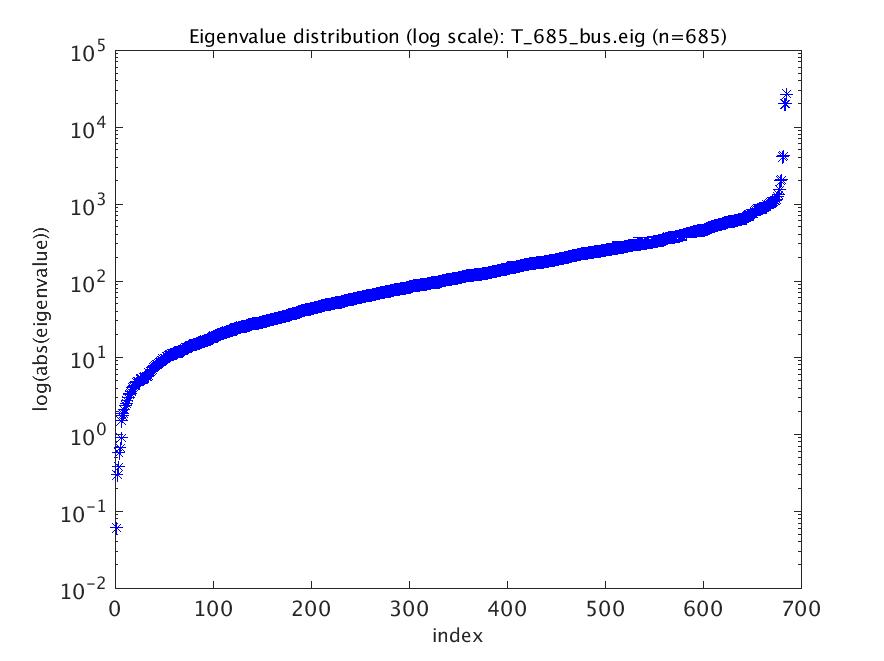 Eigenvalue distribution (log scale): T_685_bus.eig (n=685)
10^5
10^4
10^3
10^2
10^1
10^0
10^-1
10^-2
log(abs(eigenvalue))
0 100 200 300 400 500 600 700
index